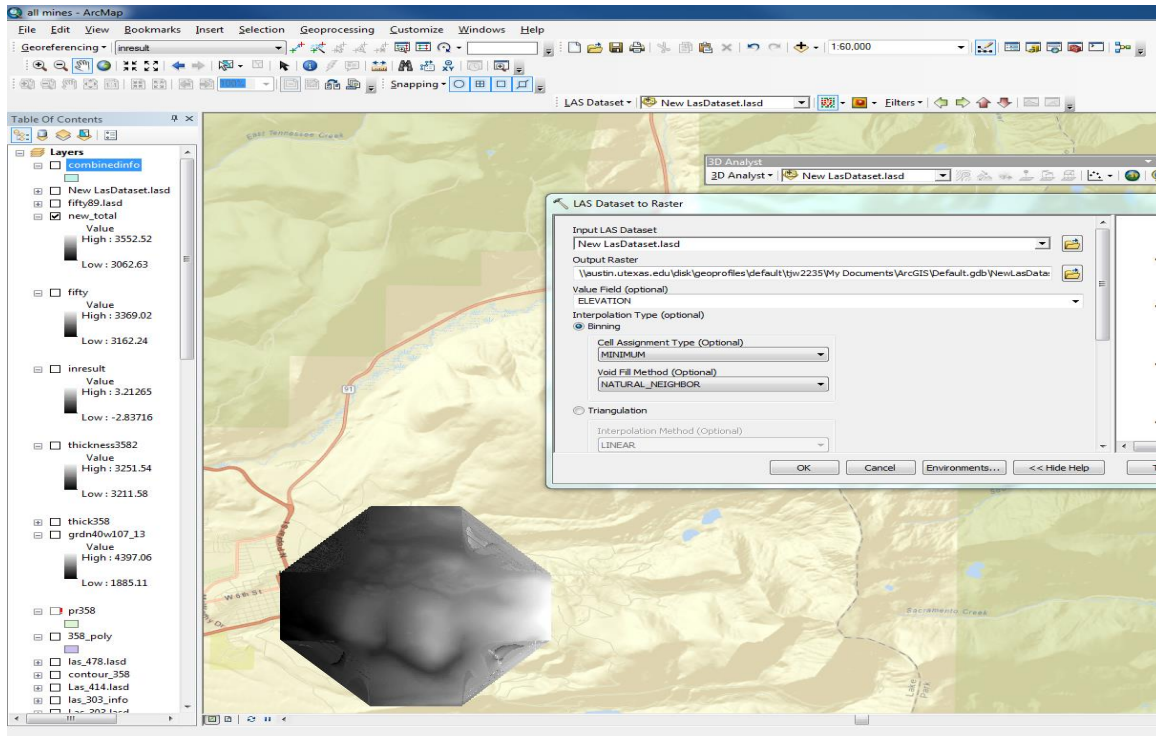 all mines - ArcMap
File Edit View Bookmarks Insert Selection Geoprocessing Customize Windows Help
Georeferencing inresult 1:60,000
100% Snapping
LAS Dataset New LasDataset.lasd Filters
Table Of Contents
Layers
combinedinfo
New LasDataset.lasd
fifty89.lasd
new_total
Value
High : 3552.52
Low : 3062.63
fifty
Value
High : 3369.02
Low : 3162.24
inresult
Value
High : 3.21265
Low : -2.83716
thickness3582
Value
High : 3251.54
Low : 3211.58
thick358
grdn40w107_13
Value
High : 4397.06
Low : 1885.11
pr358
358_poly
las_478.lasd
contour_358
Las_414.lasd
las_303_info
East Tennessee Creek
91
W 6th St
Sacramento Creek
Lake
Park
3D Analyst
3D Analyst New LasDataset.lasd
LAS Dataset to Raster
Input LAS Dataset
New LasDataset.lasd
Output Raster
\\austin.utexas.edu\disk\geoprofiles\default\tjw2235\My Documents\ArcGIS\Default.gdb\NewLasData
Value Field (optional)
ELEVATION
Interpolation Type (optional)
Binning
Cell Assignment Type (Optional)
MINIMUM
Void Fill Method (Optional)
NATURAL_NEIGHBOR
Triangulation
Interpolation Method (Optional)
LINEAR
OK Cancel Environments... << Hide Help